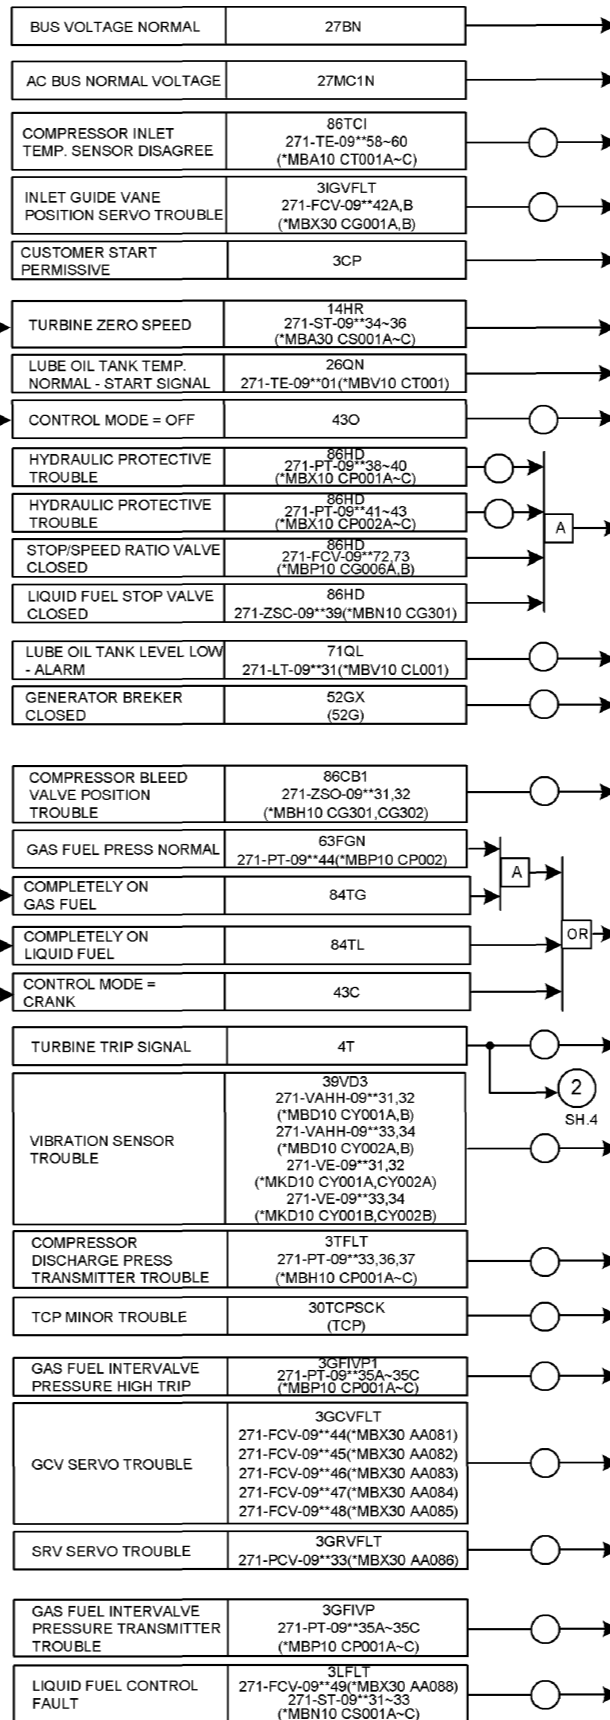 BUS VOLTAGE NORMAL
27BN
AC BUS NORMAL VOLTAGE
27MC1N
COMPRESSOR INLET
TEMP. SENSOR DISAGREE
86TCI
271-TE-09**58~60
(*MBA10 CT001A~C)
INLET GUIDE VANE
POSITION SERVO TROUBLE
3IGVFLT
271-FCV-09**42A,B
(*MBX30 CG001A,B)
CUSTOMER START
PERMISSIVE
3CP
TURBINE ZERO SPEED
14HR
271-ST-09**34~36
(*MBA30 CS001A~C)
LUBE OIL TANK TEMP.
NORMAL - START SIGNAL
26QN
271-TE-09**01(*MBV10 CT001)
CONTROL MODE = OFF
43O
HYDRAULIC PROTECTIVE
TROUBLE
86HD
271-PT-09**38~40
(*MBX10 CP001A~C)
HYDRAULIC PROTECTIVE
TROUBLE
86HD
271-PT-09**41~43
(*MBX10 CP002A~C)
A
STOP/SPEED RATIO VALVE
CLOSED
86HD
271-FCV-09**72,73
(*MBP10 CG006A,B)
LIQUID FUEL STOP VALVE
CLOSED
86HD
271-ZSC-09**39(*MBN10 CG301)
LUBE OIL TANK LEVEL LOW
- ALARM
71QL
271-LT-09**31(*MBV10 CL001)
GENERATOR BREKER
CLOSED
52GX
(52G)
COMPRESSOR BLEED
VALVE POSITION
TROUBLE
86CB1
271-ZSO-09**31,32
(*MBH10 CG301,CG302)
GAS FUEL PRESS NORMAL
63FGN
271-PT-09**44(*MBP10 CP002)
A
COMPLETELY ON
GAS FUEL
84TG
COMPLETELY ON
LIQUID FUEL
84TL
OR
CONTROL MODE =
CRANK
43C
TURBINE TRIP SIGNAL
4T
2
SH.4
VIBRATION SENSOR
TROUBLE
39VD3
271-VAHH-09**31,32
(*MBD10 CY001A,B)
271-VAHH-09**33,34
(*MBD10 CY002A,B)
271-VE-09**31,32
(*MKD10 CY001A,CY002A)
271-VE-09**33,34
(*MKD10 CY001B,CY002B)
COMPRESSOR
DISCHARGE PRESS
TRANSMITTER TROUBLE
3TFLT
271-PT-09**33,36,37
(*MBH10 CP001A~C)
TCP MINOR TROUBLE
30TCPSCK
(TCP)
GAS FUEL INTERVALVE
PRESSURE HIGH TRIP
3GFIVP1
271-PT-09**35A~35C
(*MBP10 CP001A~C)
GCV SERVO TROUBLE
3GCVFLT
271-FCV-09**44(*MBX30 AA081)
271-FCV-09**45(*MBX30 AA082)
271-FCV-09**46(*MBX30 AA083)
271-FCV-09**47(*MBX30 AA084)
271-FCV-09**48(*MBX30 AA085)
SRV SERVO TROUBLE
3GRVFLT
271-PCV-09**33(*MBX30 AA086)
GAS FUEL INTERVALVE
PRESSURE TRANSMITTER
TROUBLE
3GFIVP
271-PT-09**35A~35C
(*MBP10 CP001A~C)
LIQUID FUEL CONTROL
FAULT
3LFLT
271-FCV-09**49(*MBX30 AA088)
271-ST-09**31~33
(*MBN10 CS001A~C)